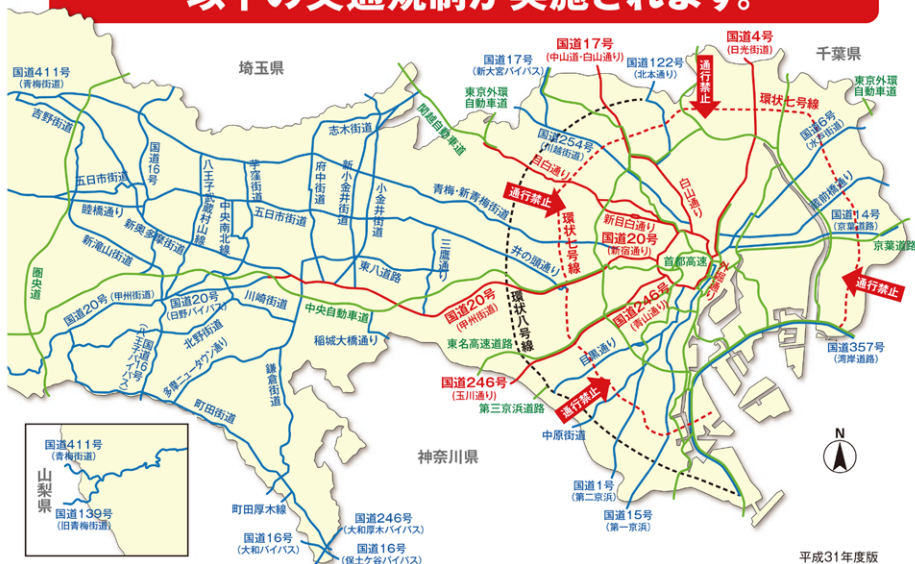 以下の交通規制が実施されます。
埼玉県
千葉県
神奈川県
山梨県
国道411号
(青梅街道)
吉野街道
国道16号
五日市街道
睦橋通り
新奥多摩街道
新滝山街道
圏央道
八王子武蔵村山線
中央南北線
芋窪街道
五日市街道
府中街道
新小金井街道
小金井街道
志木街道
関越自動車道
東京外環
自動車道
国道17号
(新大宮バイパス)
国道17号
(中山道・白山通り)
国道122号
(北本通り)
国道4号
(日光街道)
通行禁止
環状七号線
東京外環
自動車道
国道6号
(水戸街道)
蔵前橋通り
国道14号
(京葉道路)
京葉道路
通行禁止
国道357号
(湾岸道路)
国道254号
(川越街道)
目白通り
通行禁止
白山通り
新目白通り
国道20号
(新宿通り)
首都高速
外堀通り
国道246号
(青山通り)
環状七号線
環状八号線
青梅・新青梅街道
井の頭通り
三鷹通り
東八道路
国道20号
(甲州街道)
中央自動車道
川崎街道
稲城大橋通り
国道20号(甲州街道)
国道20号
(日野バイパス)
北野街道
国道16号
(八王子バイパス)
多摩ニュータウン通り
鎌倉街道
町田街道
東名高速道路
国道246号
(玉川通り)
第三京浜道路
目黒通り
通行禁止
中原街道
国道1号
(第二京浜)
国道15号
(第一京浜)
町田厚木線
国道246号
(大和厚木バイパス)
国道16号
(大和バイパス)
国道16号
(保土ケ谷バイパス)
国道411号
(青梅街道)
国道139号
(旧青梅街道)
N
平成31年度版